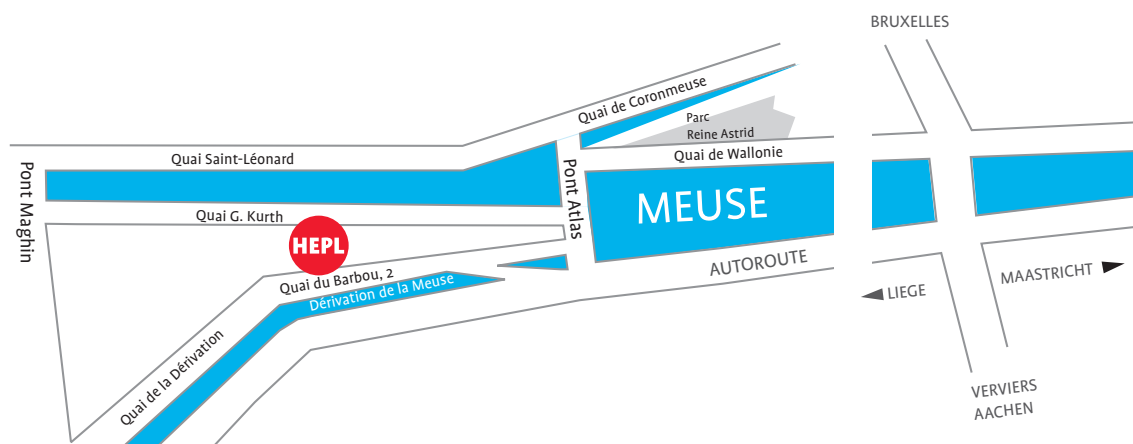 BRUXELLES
Quai de Coronmeuse
Parc
Reine Astrid
Quai Saint-Léonard
Quai de Wallonie
Pont Maghin
Pont Atlas
MEUSE
Quai G. Kurth
HEPL
AUTOROUTE
MAASTRICHT
Quai du Barbou, 2
Dérivation de la Meuse
LIEGE
Quai de la Dérivation
VERVIERS
AACHEN